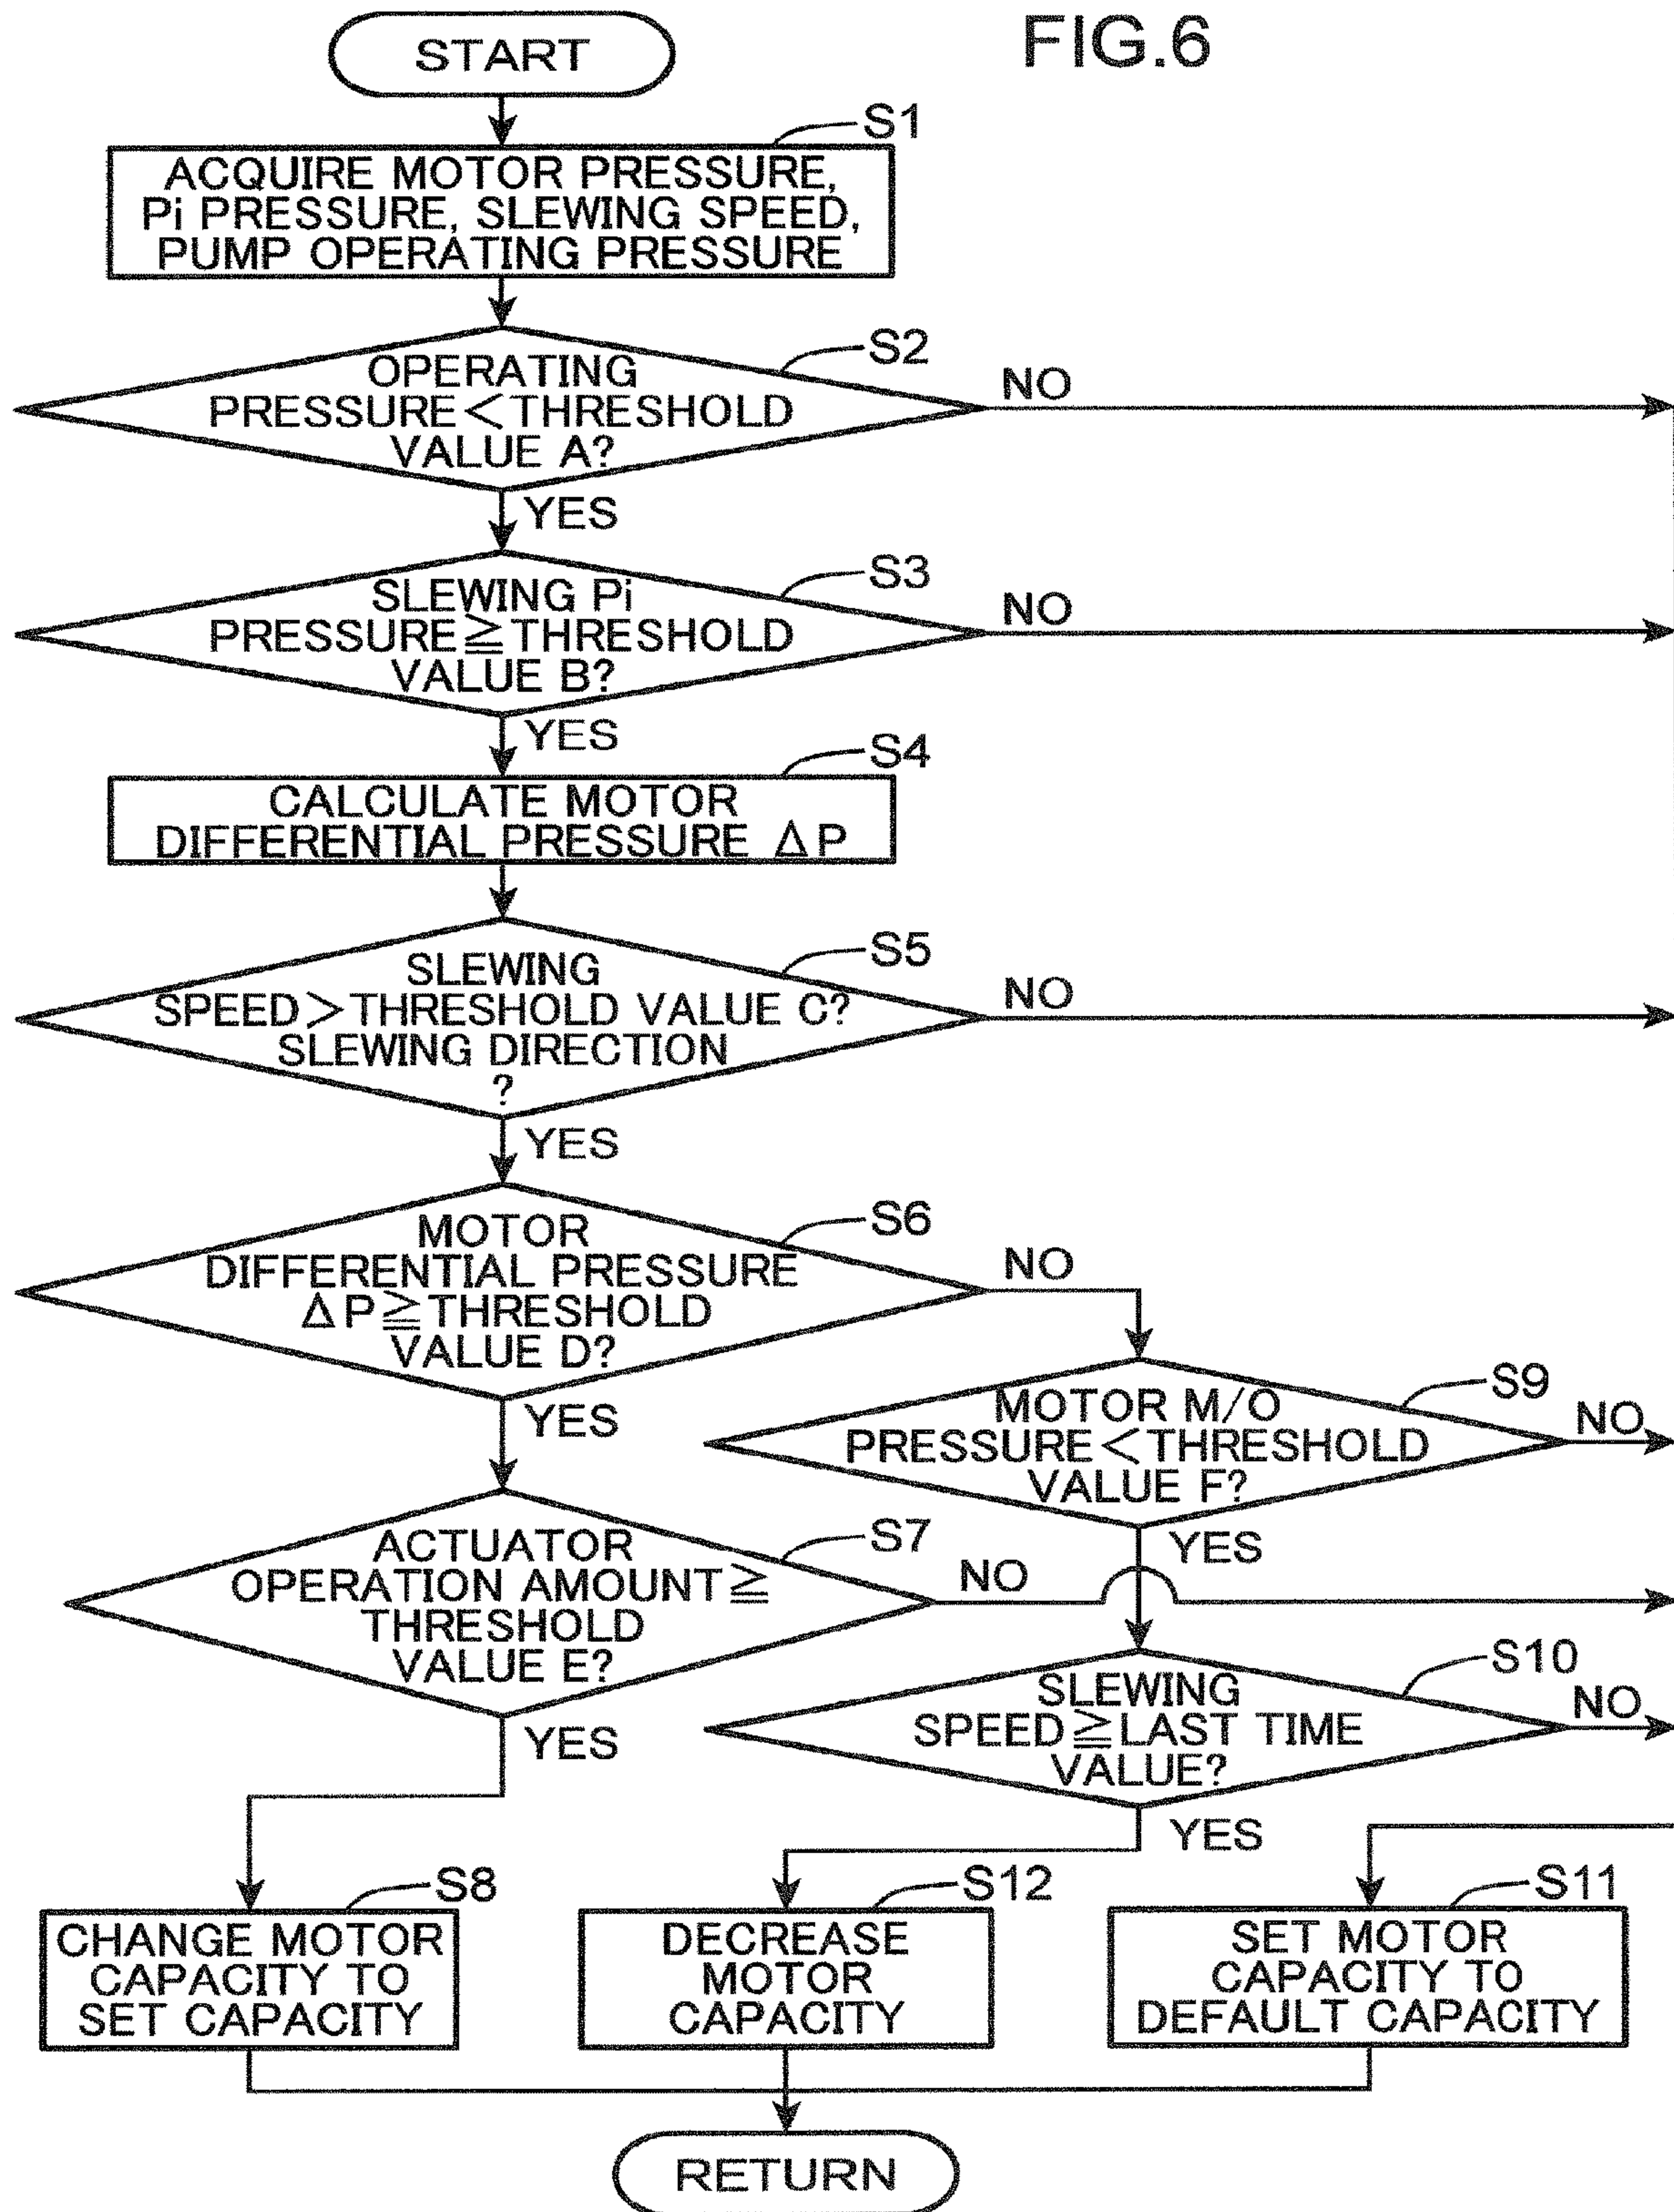 FIG.6
START
S1
ACQUIRE MOTOR PRESSURE,
Pi PRESSURE, SLEWING SPEED,
PUMP OPERATING PRESSURE
S2
OPERATING
PRESSURE<THRESHOLD
VALUE A?
NO
YES
S3
SLEWING Pi
PRESSURE≧THRESHOLD
VALUE B?
NO
YES
S4
CALCULATE MOTOR
DIFFERENTIAL PRESSURE ΔP
S5
SLEWING
SPEED>THRESHOLD VALUE C?
SLEWING DIRECTION
?
NO
YES
S6
MOTOR
DIFFERENTIAL PRESSURE
ΔP≧THRESHOLD
VALUE D?
NO
YES
S9
MOTOR M/O
PRESSURE<THRESHOLD
VALUE F?
NO
YES
S7
ACTUATOR
OPERATION AMOUNT≧
THRESHOLD
VALUE E?
NO
YES
S10
SLEWING
SPEED≧LAST TIME
VALUE?
NO
YES
S8
CHANGE MOTOR
CAPACITY TO
SET CAPACITY
S12
DECREASE
MOTOR
CAPACITY
S11
SET MOTOR
CAPACITY TO
DEFAULT CAPACITY
RETURN